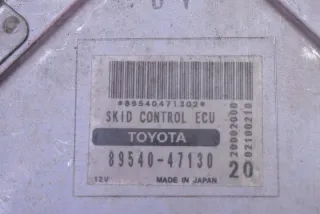 *89540471302*
SKID CONTROL ECU
TOYOTA
89540-47130
12V MADE IN JAPAN
20
20002000
02100210